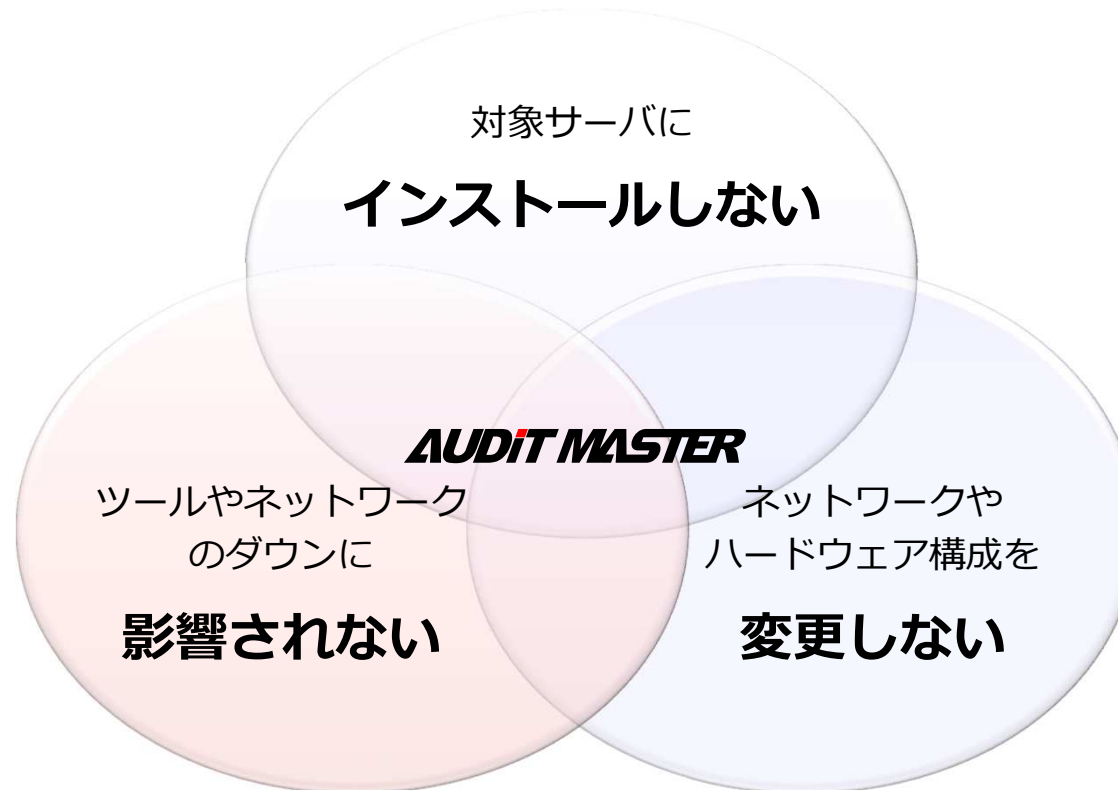 対象サーバに
インストールしない
AUDiT MASTER
ツールやネットワーク
のダウンに
影響されない
ネットワークや
ハードウェア構成を
変更しない